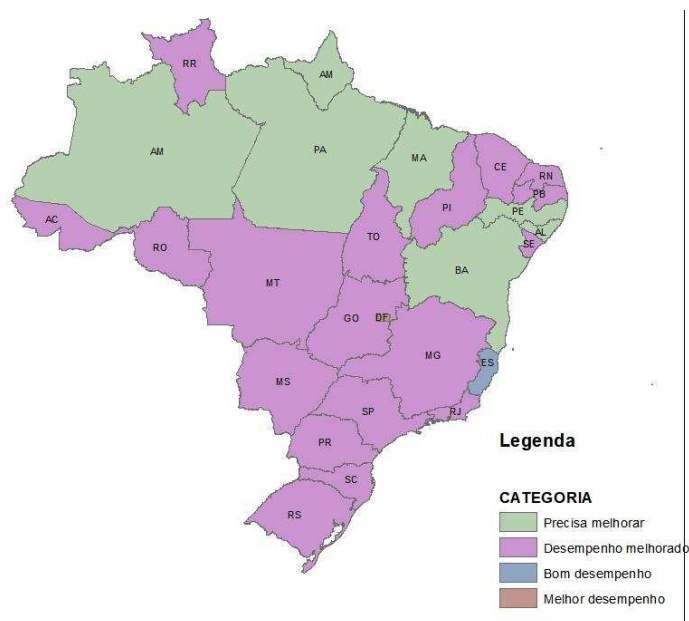 RR
AM
AM
PA
MA
CE
RN
PB
PI
PE
AC
AL
SE
TO
RO
BA
MT
GO
DF
MG
ES
MS
SP
RJ
PR
SC
RS
Legenda
CATEGORIA
Precisa melhorar
Desempenho melhorado
Bom desempenho
Melhor desempenho